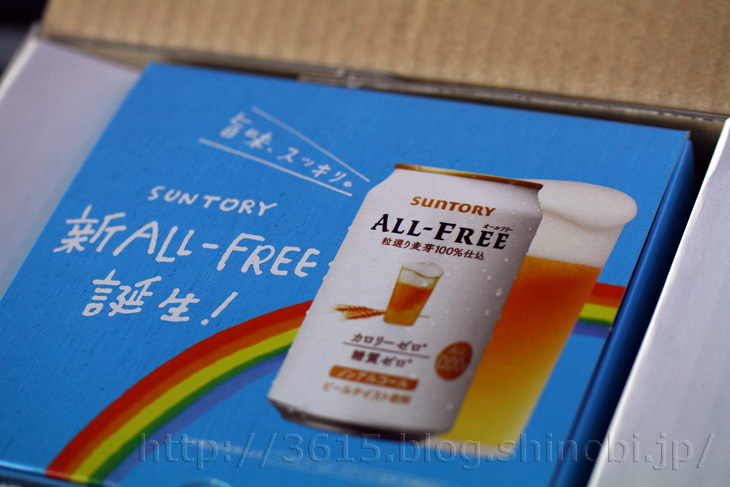 旨味、スッキリ。
SUNTORY
新ALL-FREE
誕生!
SUNTORY
オールフリー
ALL-FREE
粒選り麦芽100%仕込
カロリーゼロ*
糖質ゼロ*
0.00%
ノンアルコール
ビールテイスト飲料
http://3615.blog.shinobi.jp/